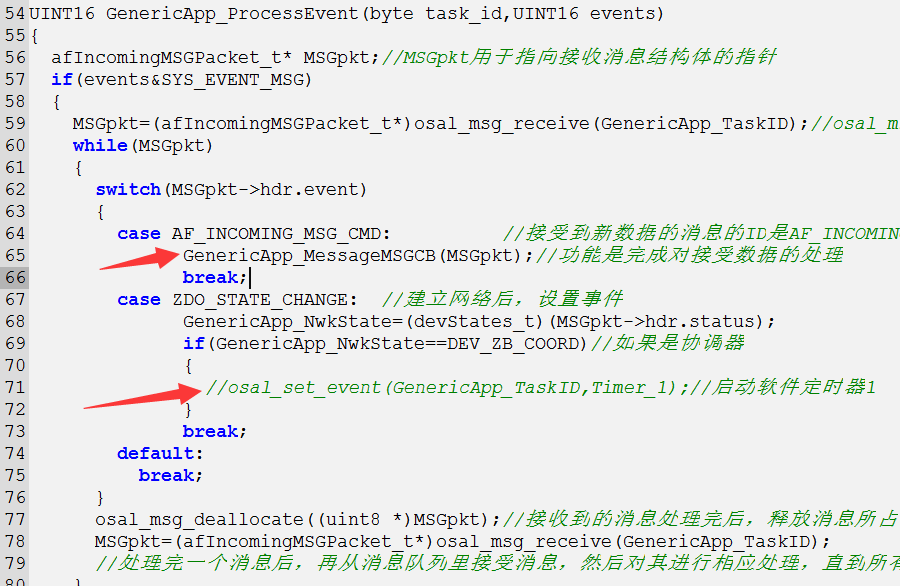 54 UINT16 GenericApp_ProcessEvent(byte task_id,UINT16 events)
55 {
56 afIncomingMSGPacket_t* MSGpkt;//MSGpkt用于指向接收消息结构体的指针
57 if(events&SYS_EVENT_MSG)
58 {
59 MSGpkt=(afIncomingMSGPacket_t*)osal_msg_receive(GenericApp_TaskID);//osal_m
60 while(MSGpkt)
61 {
62 switch(MSGpkt->hdr.event)
63 {
64 case AF_INCOMING_MSG_CMD: //接受到新数据的消息的ID是AF_INCOMIN
65 GenericApp_MessageMSGCB(MSGpkt);//功能是完成对接受数据的处理
66 break;
67 case ZDO_STATE_CHANGE: //建立网络后，设置事件
68 GenericApp_NwkState=(devStates_t)(MSGpkt->hdr.status);
69 if(GenericApp_NwkState==DEV_ZB_COORD)//如果是协调器
70 {
71 //osal_set_event(GenericApp_TaskID,Timer_1);//启动软件定时器1
72 }
73 break;
74 default:
75 break;
76 }
77 osal_msg_deallocate((uint8 *)MSGpkt);//接收到的消息处理完后，释放消息所占
78 MSGpkt=(afIncomingMSGPacket_t*)osal_msg_receive(GenericApp_TaskID);
79 //处理完一个消息后，再从消息队列里接受消息，然后对其进行相应处理，直到所有